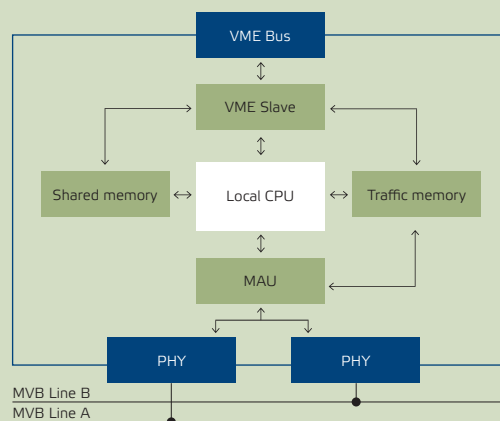 VME Bus
VME Slave
Shared memory
Local CPU
Traffic memory
MAU
PHY
PHY
MVB Line B
MVB Line A